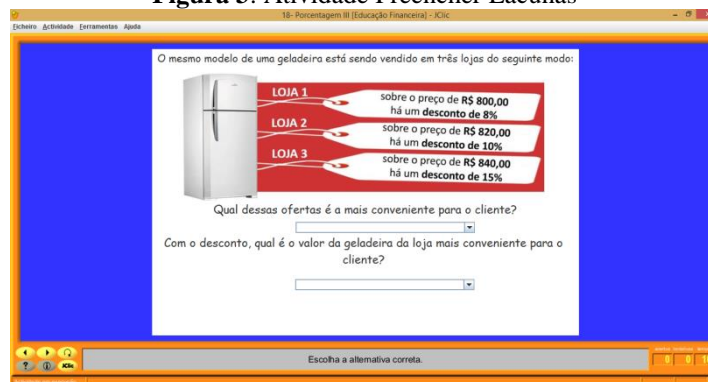 Figura 3: Atividade Preencher Lacunas
18- Porcentagem III (Educação Financeira) - JClic
Ficheiro Actividade Ferramentas Ajuda
O mesmo modelo de uma geladeira está sendo vendido em três lojas do seguinte modo:
LOJA 1
sobre o preço de R$ 800,00
há um desconto de 8%
LOJA 2
sobre o preço de R$ 820,00
há um desconto de 10%
LOJA 3
sobre o preço de R$ 840,00
há um desconto de 15%
Qual dessas ofertas é a mais conveniente para o cliente?
Com o desconto, qual é o valor da geladeira da loja mais conveniente para o
cliente?
Escolha a alternativa correta.
JClic
0 0